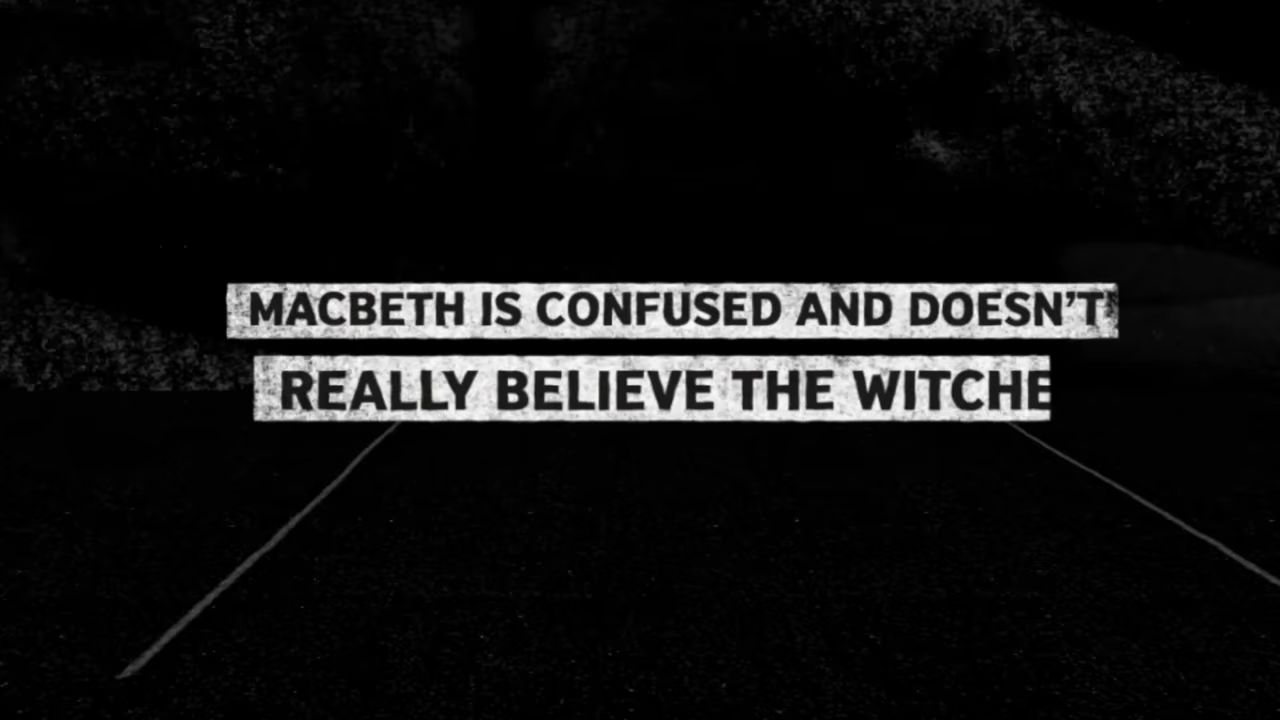 MACBETH IS CONFUSED AND DOESN'T
REALLY BELIEVE THE WITCHE